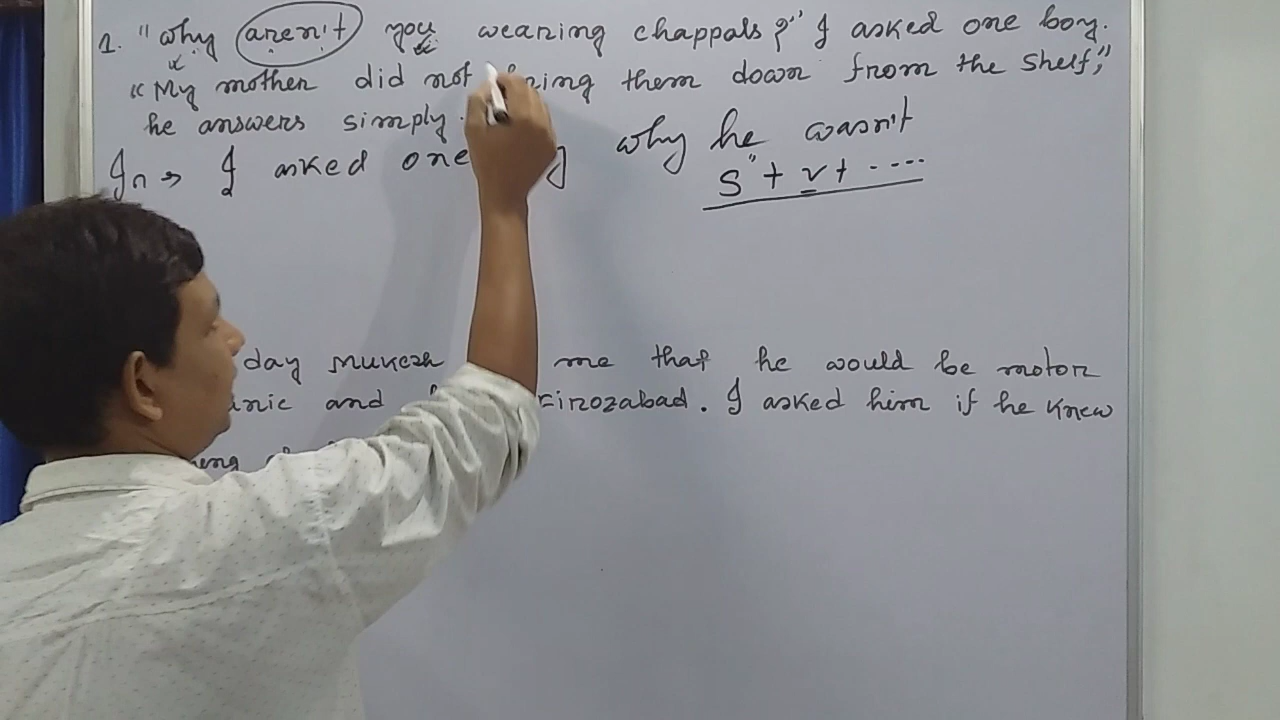 1. "why aren't you wearing chappals?" I asked one boy.
"My mother did not bring them down from the shelf,"
he answers simply.
In → I asked one why he wasn't
S + v + ....
day Mukesh me that he would be motor
and Firozabad. I asked him if he knew